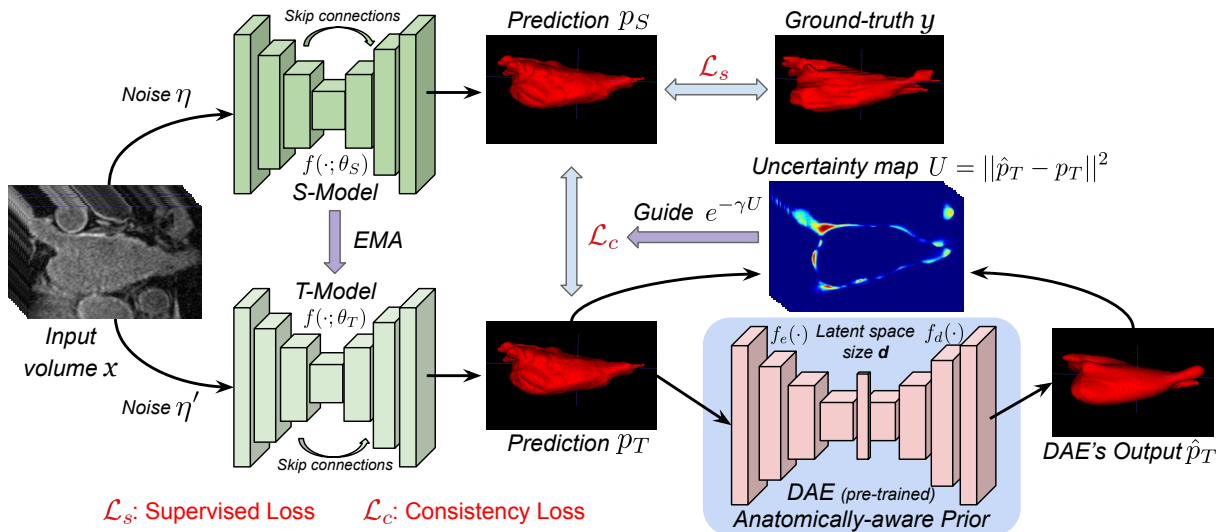 Skip connections
Prediction p_S
Ground-truth y
Noise η
ℒ_s
f(·; θ_S)
S-Model
Uncertainty map U = ||p̂_T − p_T||²
Guide e^{−γU}
ℒ_c
EMA
T-Model
f(·; θ_T)
Input
volume x
f_e(·)
Latent space
size d
f_d(·)
Noise η′
Skip connections
Prediction p_T
DAE (pre-trained)
Anatomically-aware Prior
DAE's Output p̂_T
ℒ_s: Supervised Loss
ℒ_c: Consistency Loss